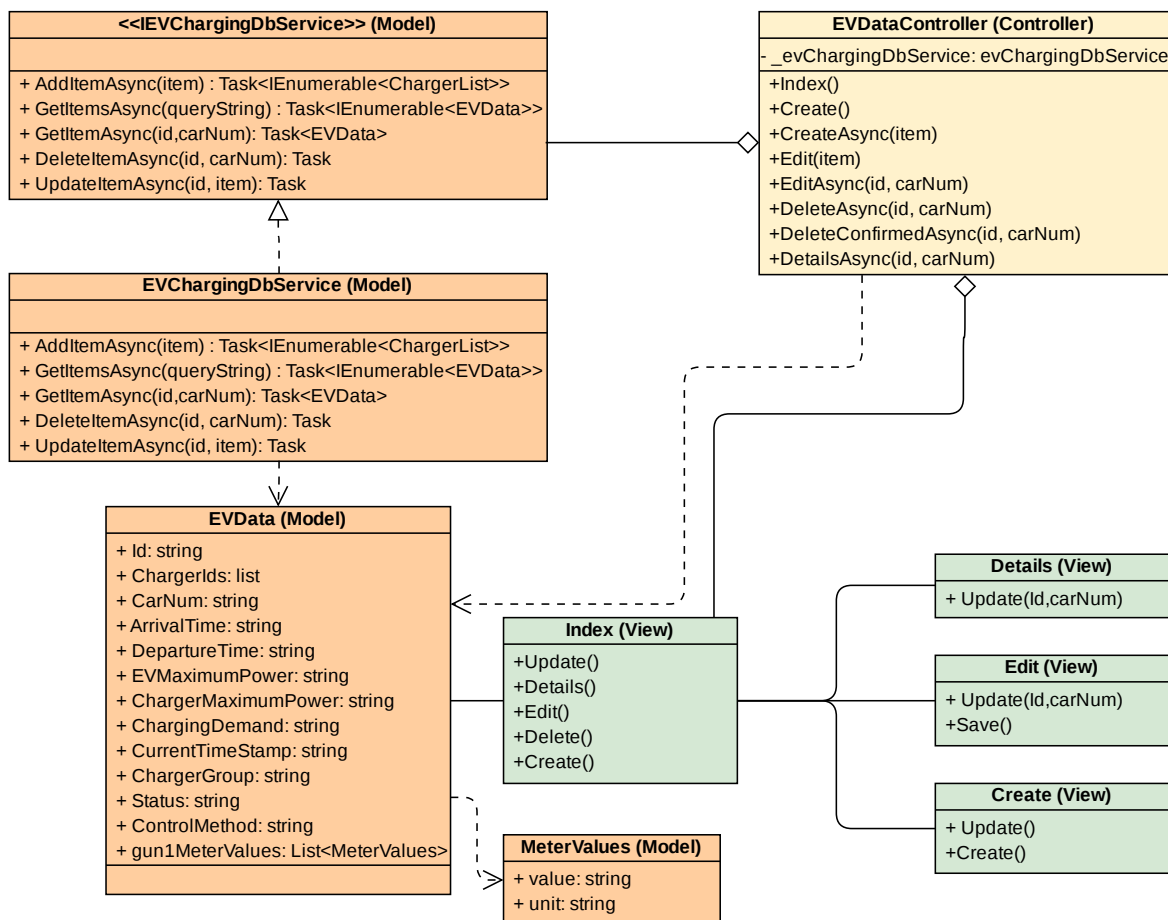 <<IEVChargingDbService>> (Model)
+ AddItemAsync(item) : Task<IEnumerable<ChargerList>>
+ GetItemsAsync(queryString) : Task<IEnumerable<EVData>>
+ GetItemAsync(id,carNum): Task<EVData>
+ DeleteItemAsync(id, carNum): Task
+ UpdateItemAsync(id, item): Task
EVDataController (Controller)
- _evChargingDbService: evChargingDbService
+Index()
+Create()
+CreateAsync(item)
+Edit(item)
+EditAsync(id, carNum)
+DeleteAsync(id, carNum)
+DeleteConfirmedAsync(id, carNum)
+DetailsAsync(id, carNum)
EVChargingDbService (Model)
+ AddItemAsync(item) : Task<IEnumerable<ChargerList>>
+ GetItemsAsync(queryString) : Task<IEnumerable<EVData>>
+ GetItemAsync(id,carNum): Task<EVData>
+ DeleteItemAsync(id, carNum): Task
+ UpdateItemAsync(id, item): Task
EVData (Model)
+ Id: string
+ ChargerIds: list
+ CarNum: string
+ ArrivalTime: string
+ DepartureTime: string
+ EVMaximumPower: string
+ ChargerMaximumPower: string
+ ChargingDemand: string
+ CurrentTimeStamp: string
+ ChargerGroup: string
+ Status: string
+ ControlMethod: string
+ gun1MeterValues: List<MeterValues>
Index (View)
+Update()
+Details()
+Edit()
+Delete()
+Create()
Details (View)
+ Update(Id,carNum)
Edit (View)
+ Update(Id,carNum)
+Save()
Create (View)
+ Update()
+Create()
MeterValues (Model)
+ value: string
+ unit: string